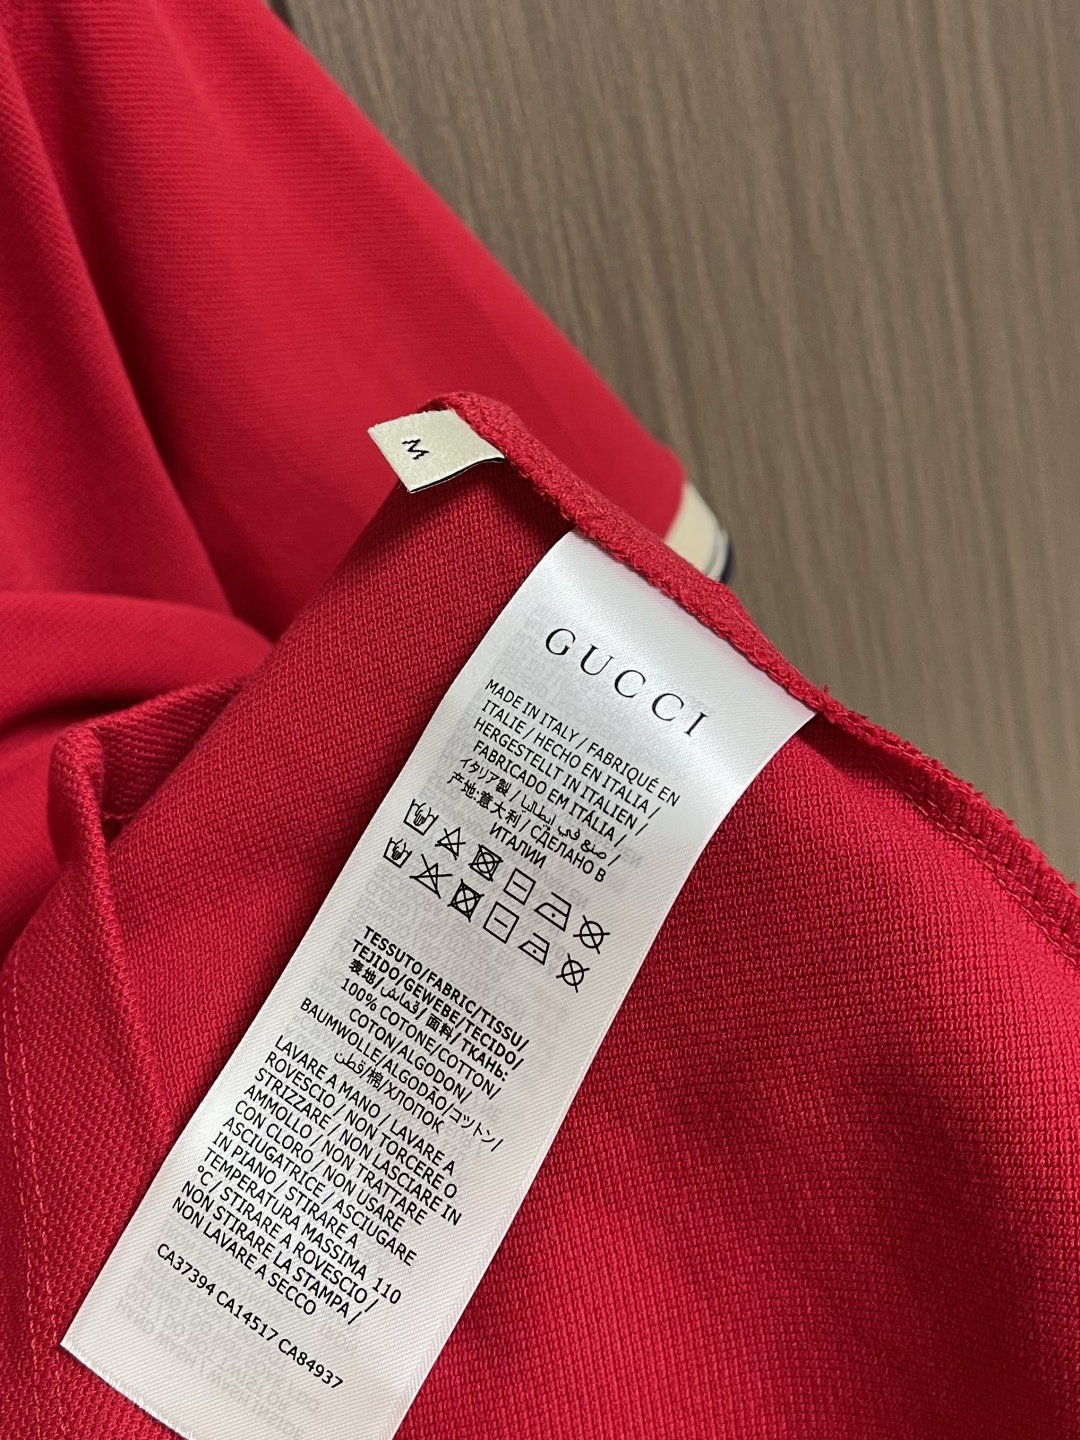 M
GUCCI
MADE IN ITALY / FABRIQUÉ EN
ITALIE / HECHO EN ITALIA /
HERGESTELLT IN ITALIEN /
FABRICADO EM ITÁLIA /
イタリア製 / صنع في إيطاليا /
产地:意大利 / СДЕЛАНО В
ИТАЛИИ
TESSUTO/FABRIC/TISSU/
TEJIDO/GEWEBE/TECIDO/
表地/قماش/面料/ТКАНЬ:
100% COTONE/COTTON/
COTON/ALGODON/
BAUMWOLLE/ALGODÃO/コットン/
قطن/棉/ХЛОПОК
LAVARE A MANO / LAVARE A
ROVESCIO / NON TORCERE O
STRIZZARE / NON LASCIARE IN
AMMOLLO / NON TRATTARE
CON CLORO / NON USARE
ASCIUGATRICE / ASCIUGARE
IN PIANO / STIRARE A
TEMPERATURA MASSIMA 110
°C / STIRARE A ROVESCIO /
NON STIRARE LA STAMPA /
NON LAVARE A SECCO
CA37394 CA14517 CA84937